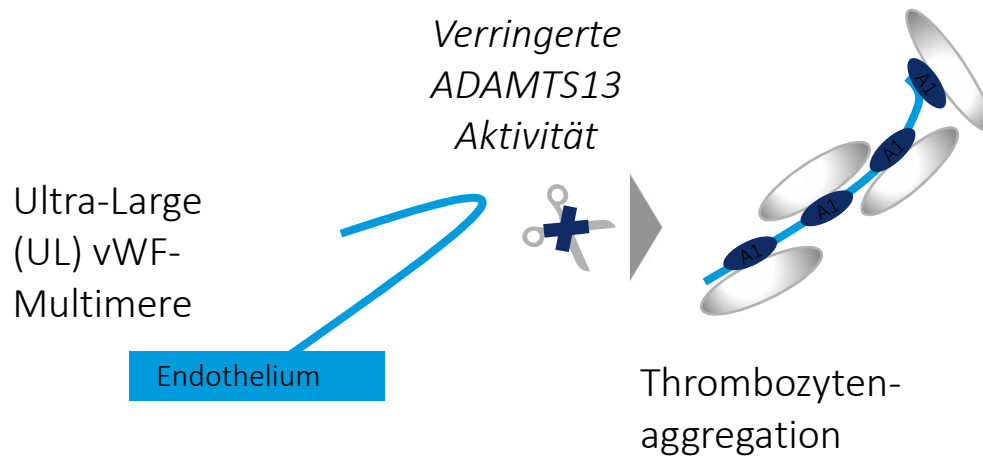 Verringerte
ADAMTS13
Aktivität
Ultra-Large
(UL) vWF-
Multimere
Endothelium
A1
A1
A1
A1
Thrombozyten-
aggregation